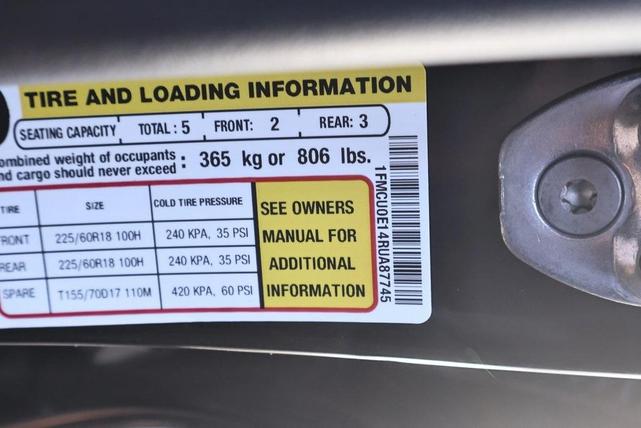 TIRE AND LOADING INFORMATION
SEATING CAPACITY TOTAL : 5 FRONT: 2 REAR: 3
ombined weight of occupants : 365 kg or 806 lbs.
nd cargo should never exceed
TIRE SIZE COLD TIRE PRESSURE
FRONT 225/60R18 100H 240 KPA, 35 PSI
REAR 225/60R18 100H 240 KPA, 35 PSI
SPARE T155/70D17 110M 420 KPA, 60 PSI
SEE OWNERS
MANUAL FOR
ADDITIONAL
INFORMATION
1FMCU0E14RUA87745